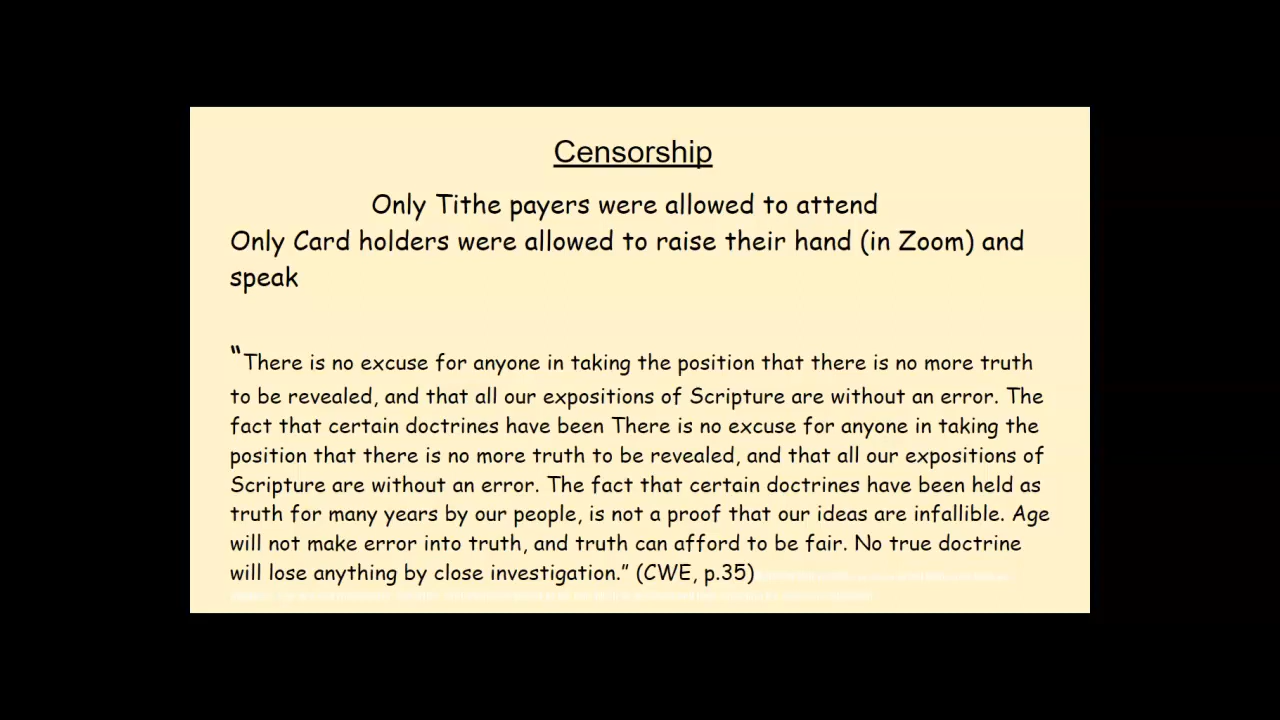 Censorship
Only Tithe payers were allowed to attend
Only Card holders were allowed to raise their hand (in Zoom) and
speak
“There is no excuse for anyone in taking the position that there is no more truth
to be revealed, and that all our expositions of Scripture are without an error. The
fact that certain doctrines have been There is no excuse for anyone in taking the
position that there is no more truth to be revealed, and that all our expositions of
Scripture are without an error. The fact that certain doctrines have been held as
truth for many years by our people, is not a proof that our ideas are infallible. Age
will not make error into truth, and truth can afford to be fair. No true doctrine
will lose anything by close investigation.” (CWE, p.35)